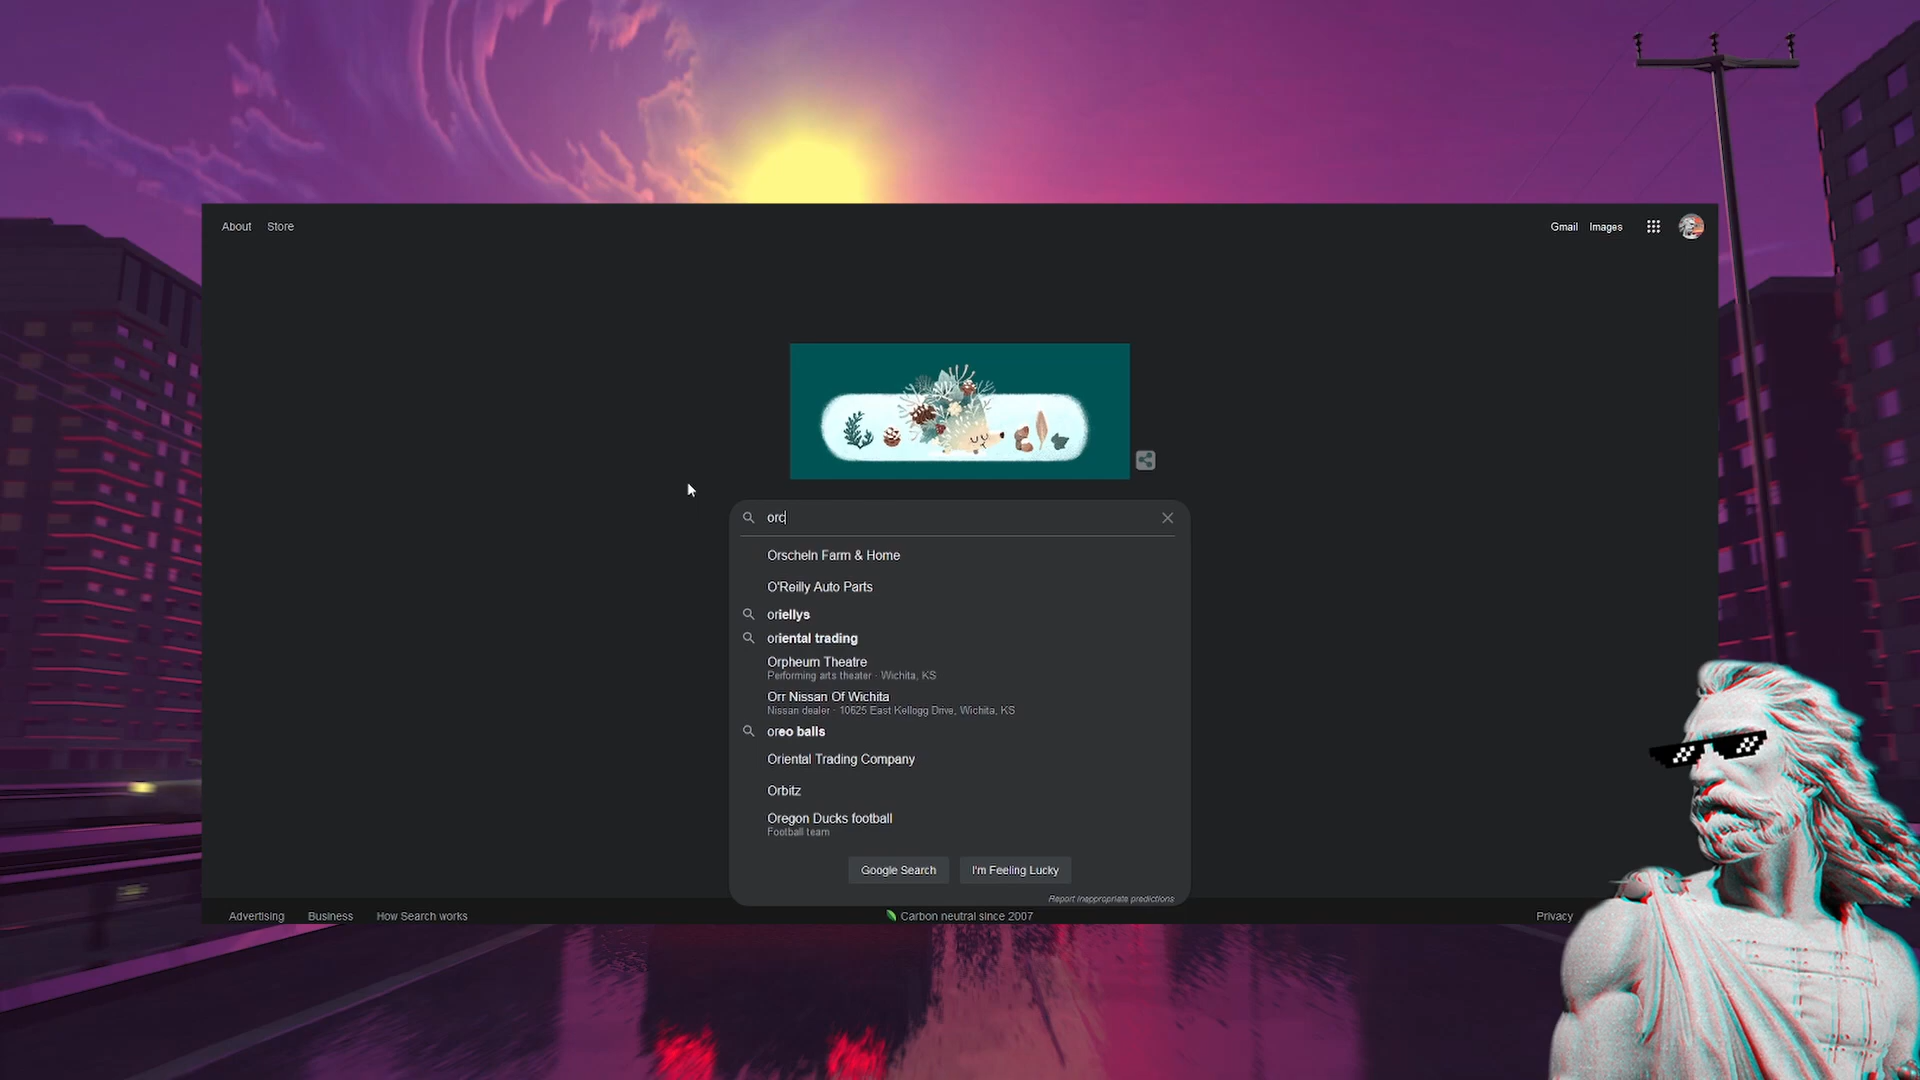 About Store
Gmail Images
orc
Orscheln Farm & Home
O'Reilly Auto Parts
oriellys
oriental trading
Orpheum Theatre
Performing arts theater · Wichita, KS
Orr Nissan Of Wichita
Nissan dealer · 10625 East Kellogg Drive, Wichita, KS
oreo balls
Oriental Trading Company
Orbitz
Oregon Ducks football
Football team
Google Search I'm Feeling Lucky
Report inappropriate predictions
Advertising Business How Search works Carbon neutral since 2007 Privacy